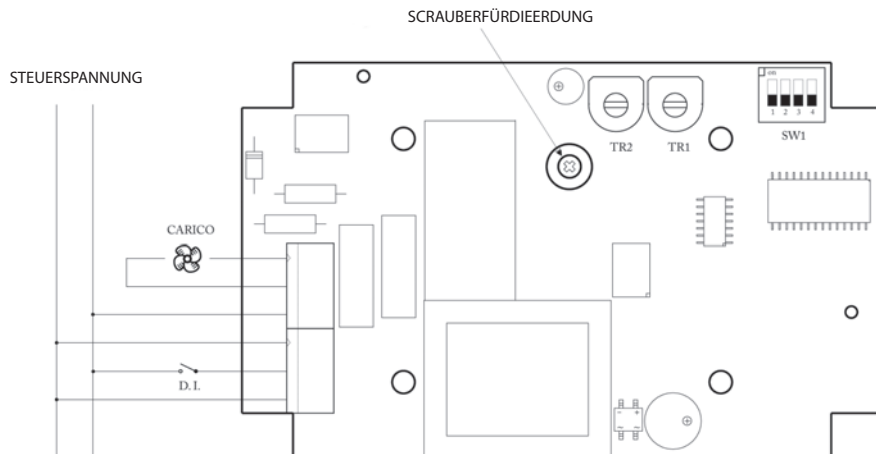 SCRAUBERFÜRDIEERDUNG
STEUERSPANNUNG
on
1 2 3 4
TR2
TR1
SW1
CARICO
D.I.